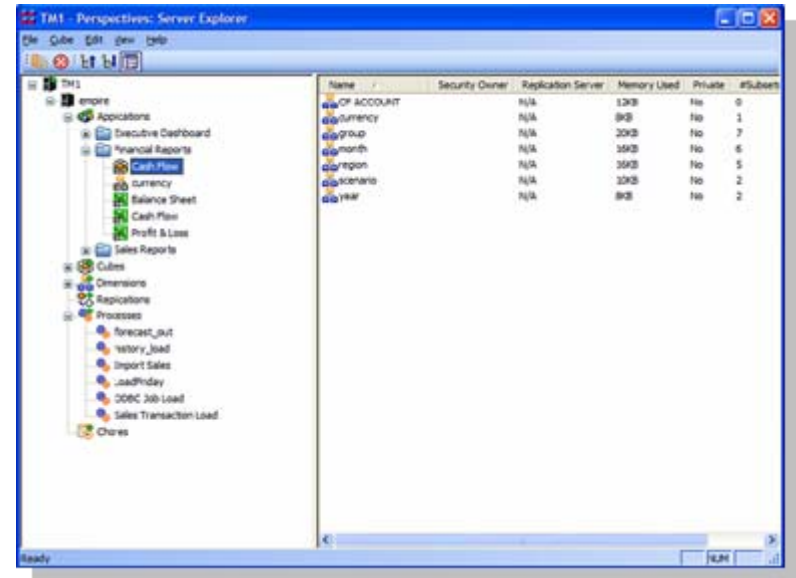 TM1 - Perspectives: Server Explorer
File Cube Edit View Help
TM1
empire
Applications
Executive Dashboard
Financial Reports
Cash Flow
currency
Balance Sheet
Cash Flow
Profit & Loss
Sales Reports
Cubes
Dimensions
Replications
Processes
forecast_out
history_load
Import Sales
LoadFriday
ODBC Job Load
Sales Transaction Load
Chores
Name / Security Owner Replication Server Memory Used Private #Subsets
CF ACCOUNT N/A 12KB No 0
currency N/A 8KB No 1
group N/A 20KB No 7
month N/A 16KB No 6
region N/A No 5
scenario N/A 10KB No 2
year N/A 8KB No 2
Ready
NUM